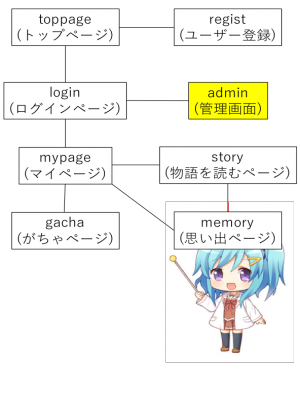 toppage
(トップページ)
regist
(ユーザー登録)
login
(ログインページ)
admin
(管理画面)
mypage
(マイページ)
story
(物語を読むページ)
gacha
(がちゃページ)
memory
(思い出ページ)